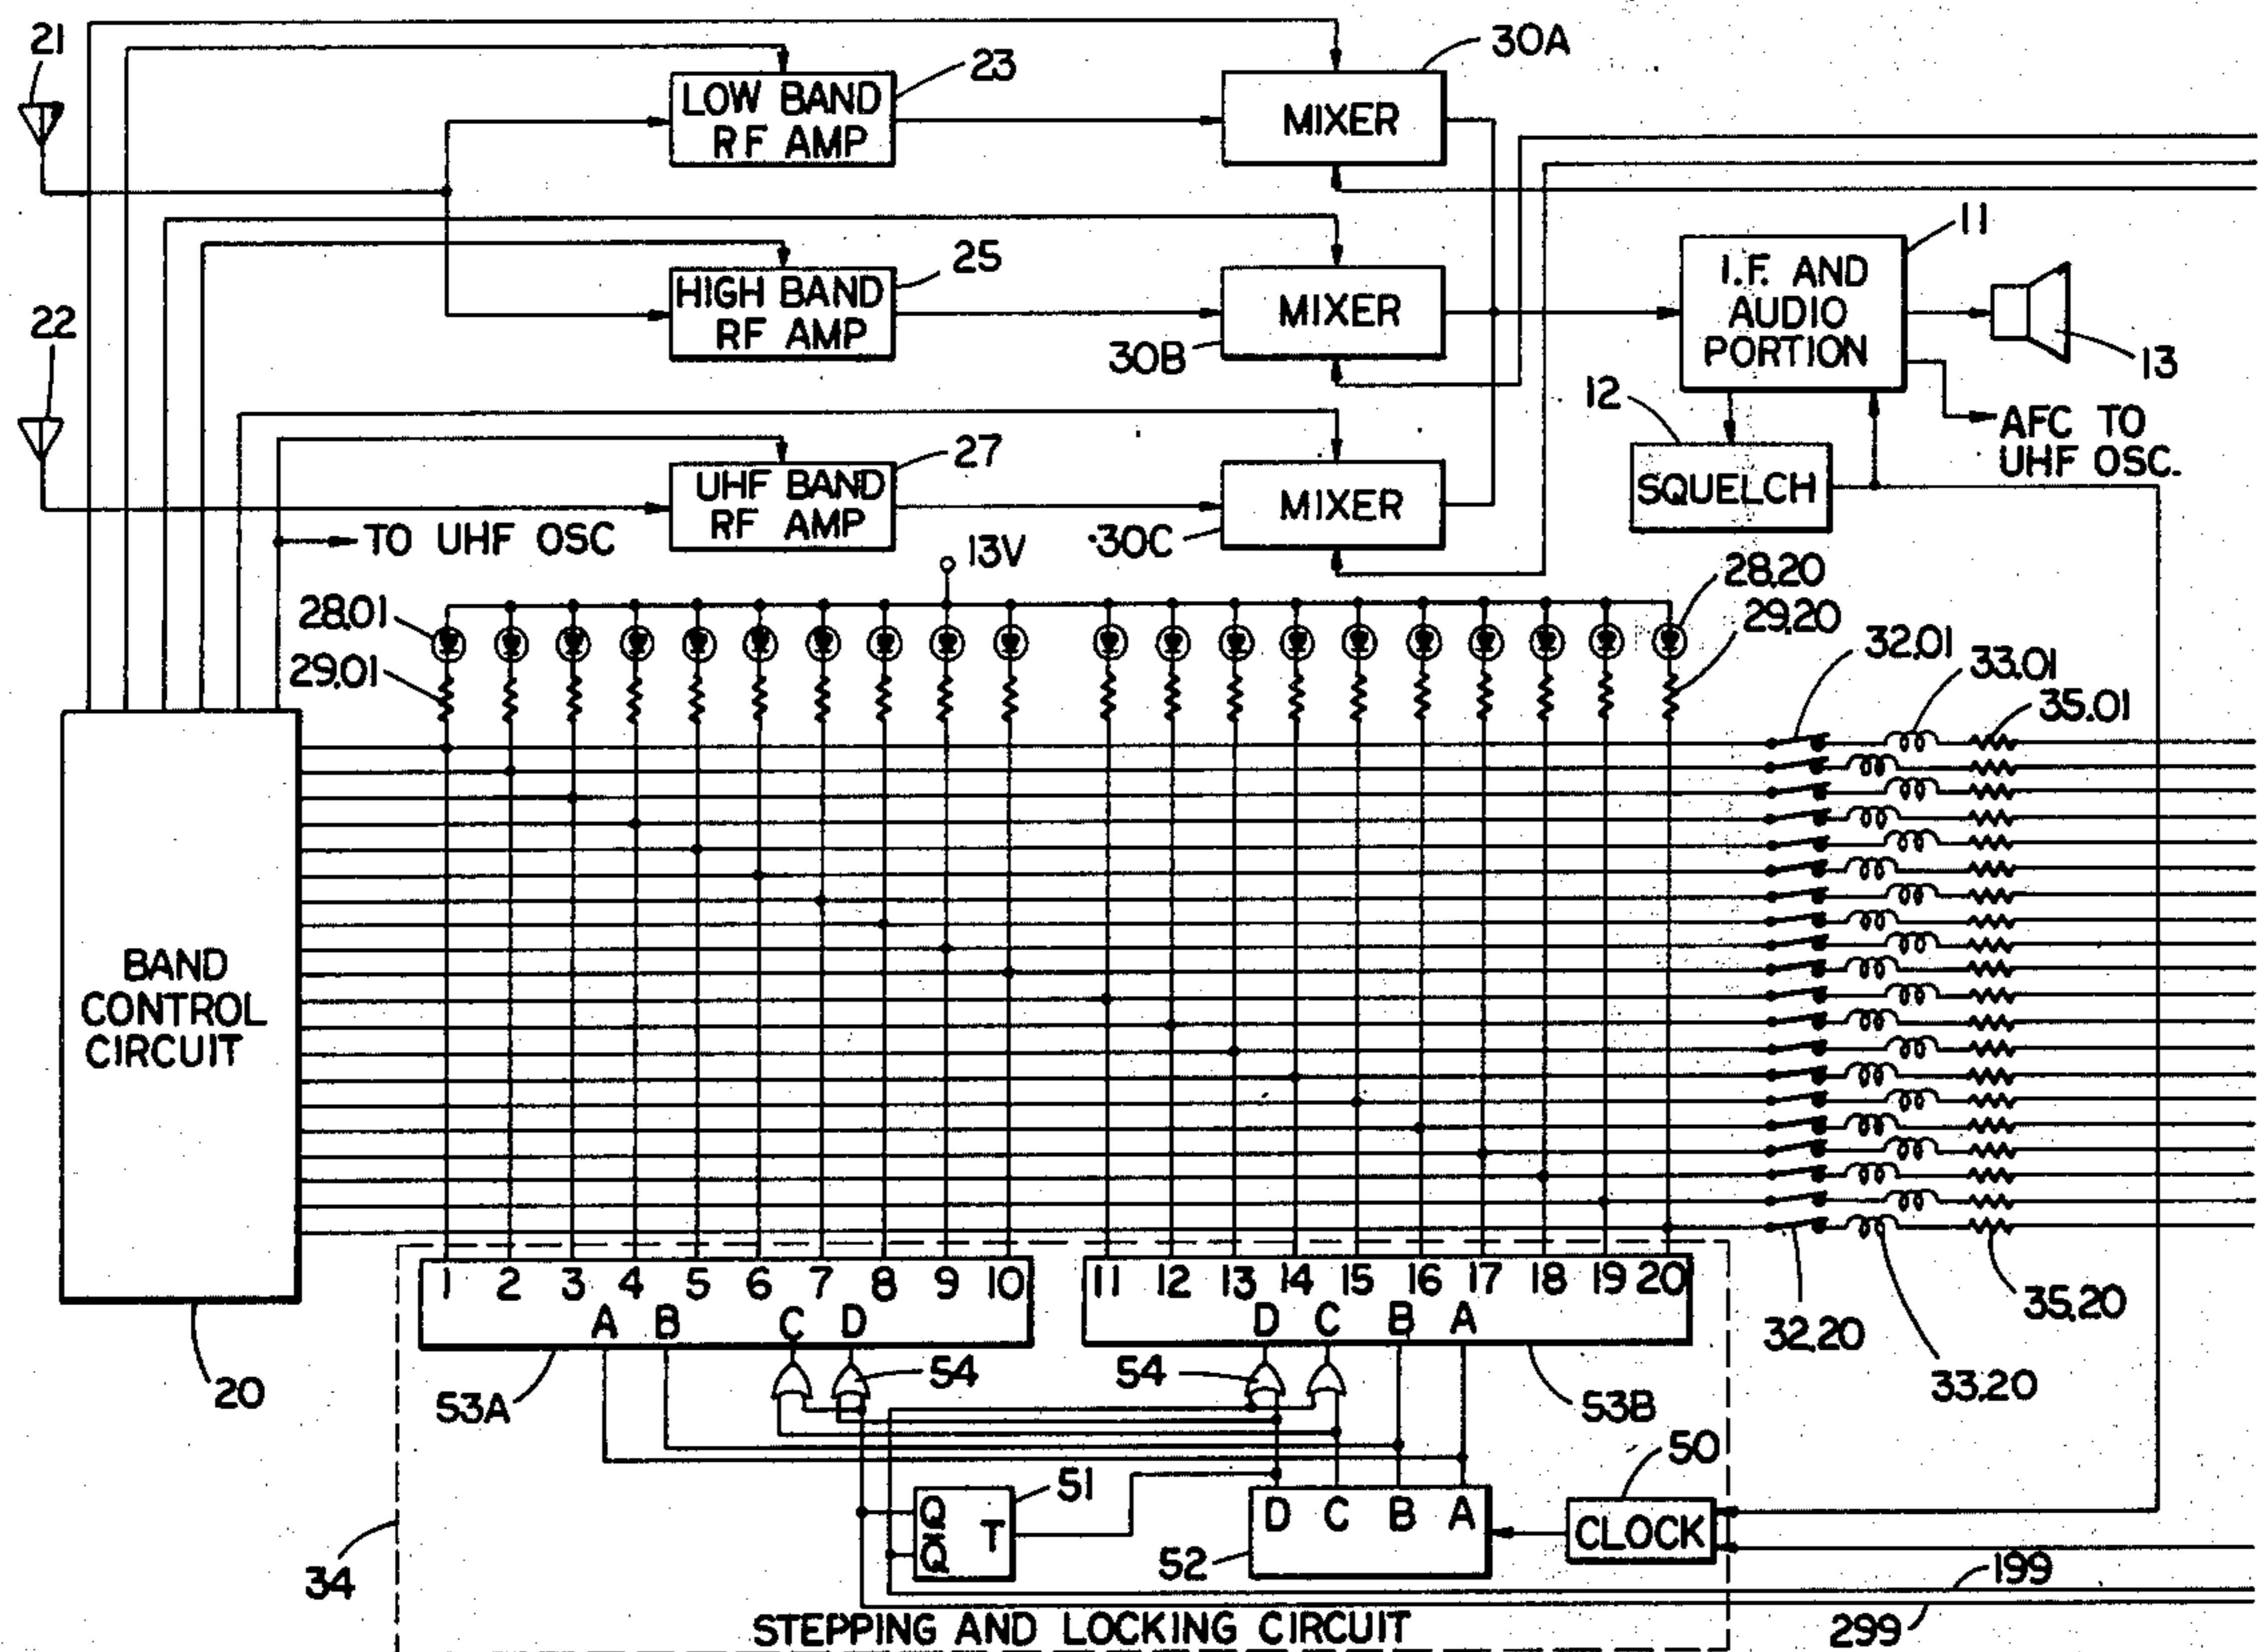 21
23
30A
LOW BAND
RF AMP
MIXER
22
25
HIGH BAND
RF AMP
MIXER
30B
11
I.F. AND
AUDIO
PORTION
13
12
SQUELCH
AFC TO
UHF OSC.
27
UHF BAND
RF AMP
MIXER
30C
TO UHF OSC
13V
28.01
29.01
28.20
29.20
32.01
33.01
35.01
BAND
CONTROL
CIRCUIT
20
1 2 3 4 5 6 7 8 9 10
A B C D
11 12 13 14 15 16 17 18 19 20
D C B A
32.20
33.20
35.20
53A
54
54
53B
50
51
Q
Q̅
T
D C B A
52
CLOCK
34
199
299
STEPPING AND LOCKING CIRCUIT